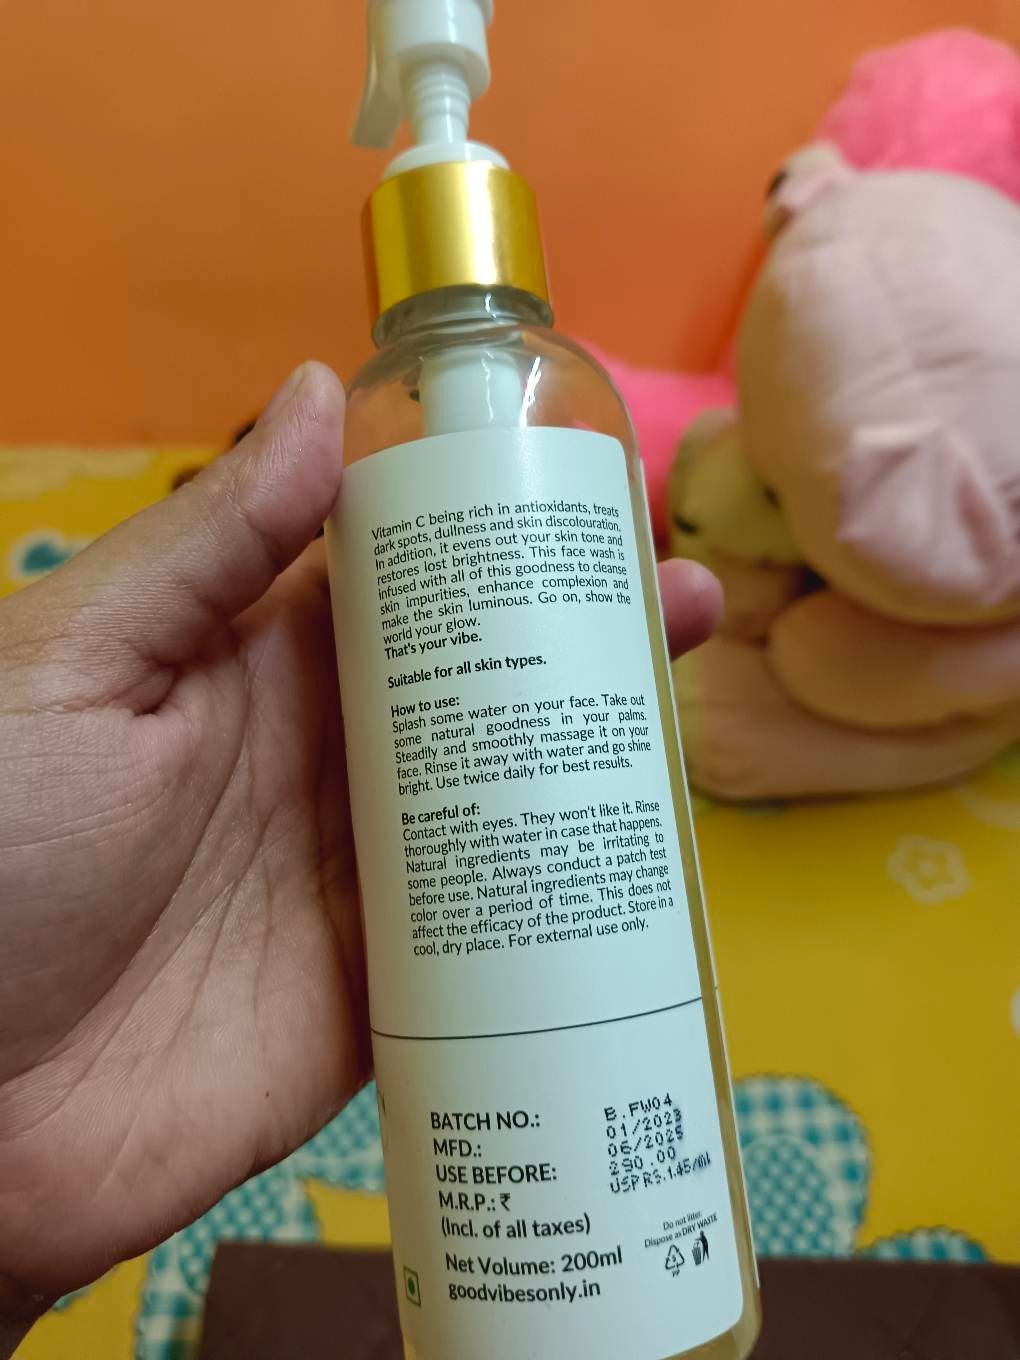 Vitamin C being rich in antioxidants, treats
dark spots, dullness and skin discolouration.
In addition, it evens out your skin tone and
restores lost brightness. This face wash is
infused with all of this goodness to cleanse
skin impurities, enhance complexion and
make the skin luminous. Go on, show the
world your glow.
That's your vibe.
Suitable for all skin types.
How to use:
Splash some water on your face. Take out
some natural goodness in your palms.
Steadily and smoothly massage it on your
face. Rinse it away with water and go shine
bright. Use twice daily for best results.
Be careful of:
Contact with eyes. They won't like it. Rinse
thoroughly with water in case that happens.
Natural ingredients may be irritating to
some people. Always conduct a patch test
before use. Natural ingredients may change
color over a period of time. This does not
affect the efficacy of the product. Store in a
cool, dry place. For external use only.
BATCH NO.: B.FW04
MFD.: 01/2023
USE BEFORE: 06/2025
M.R.P.: ₹ 290.00
(Incl. of all taxes) USP RS.1.45/ml
Net Volume: 200ml
goodvibesonly.in
Do not litter.
Dispose as DRY WASTE
PP